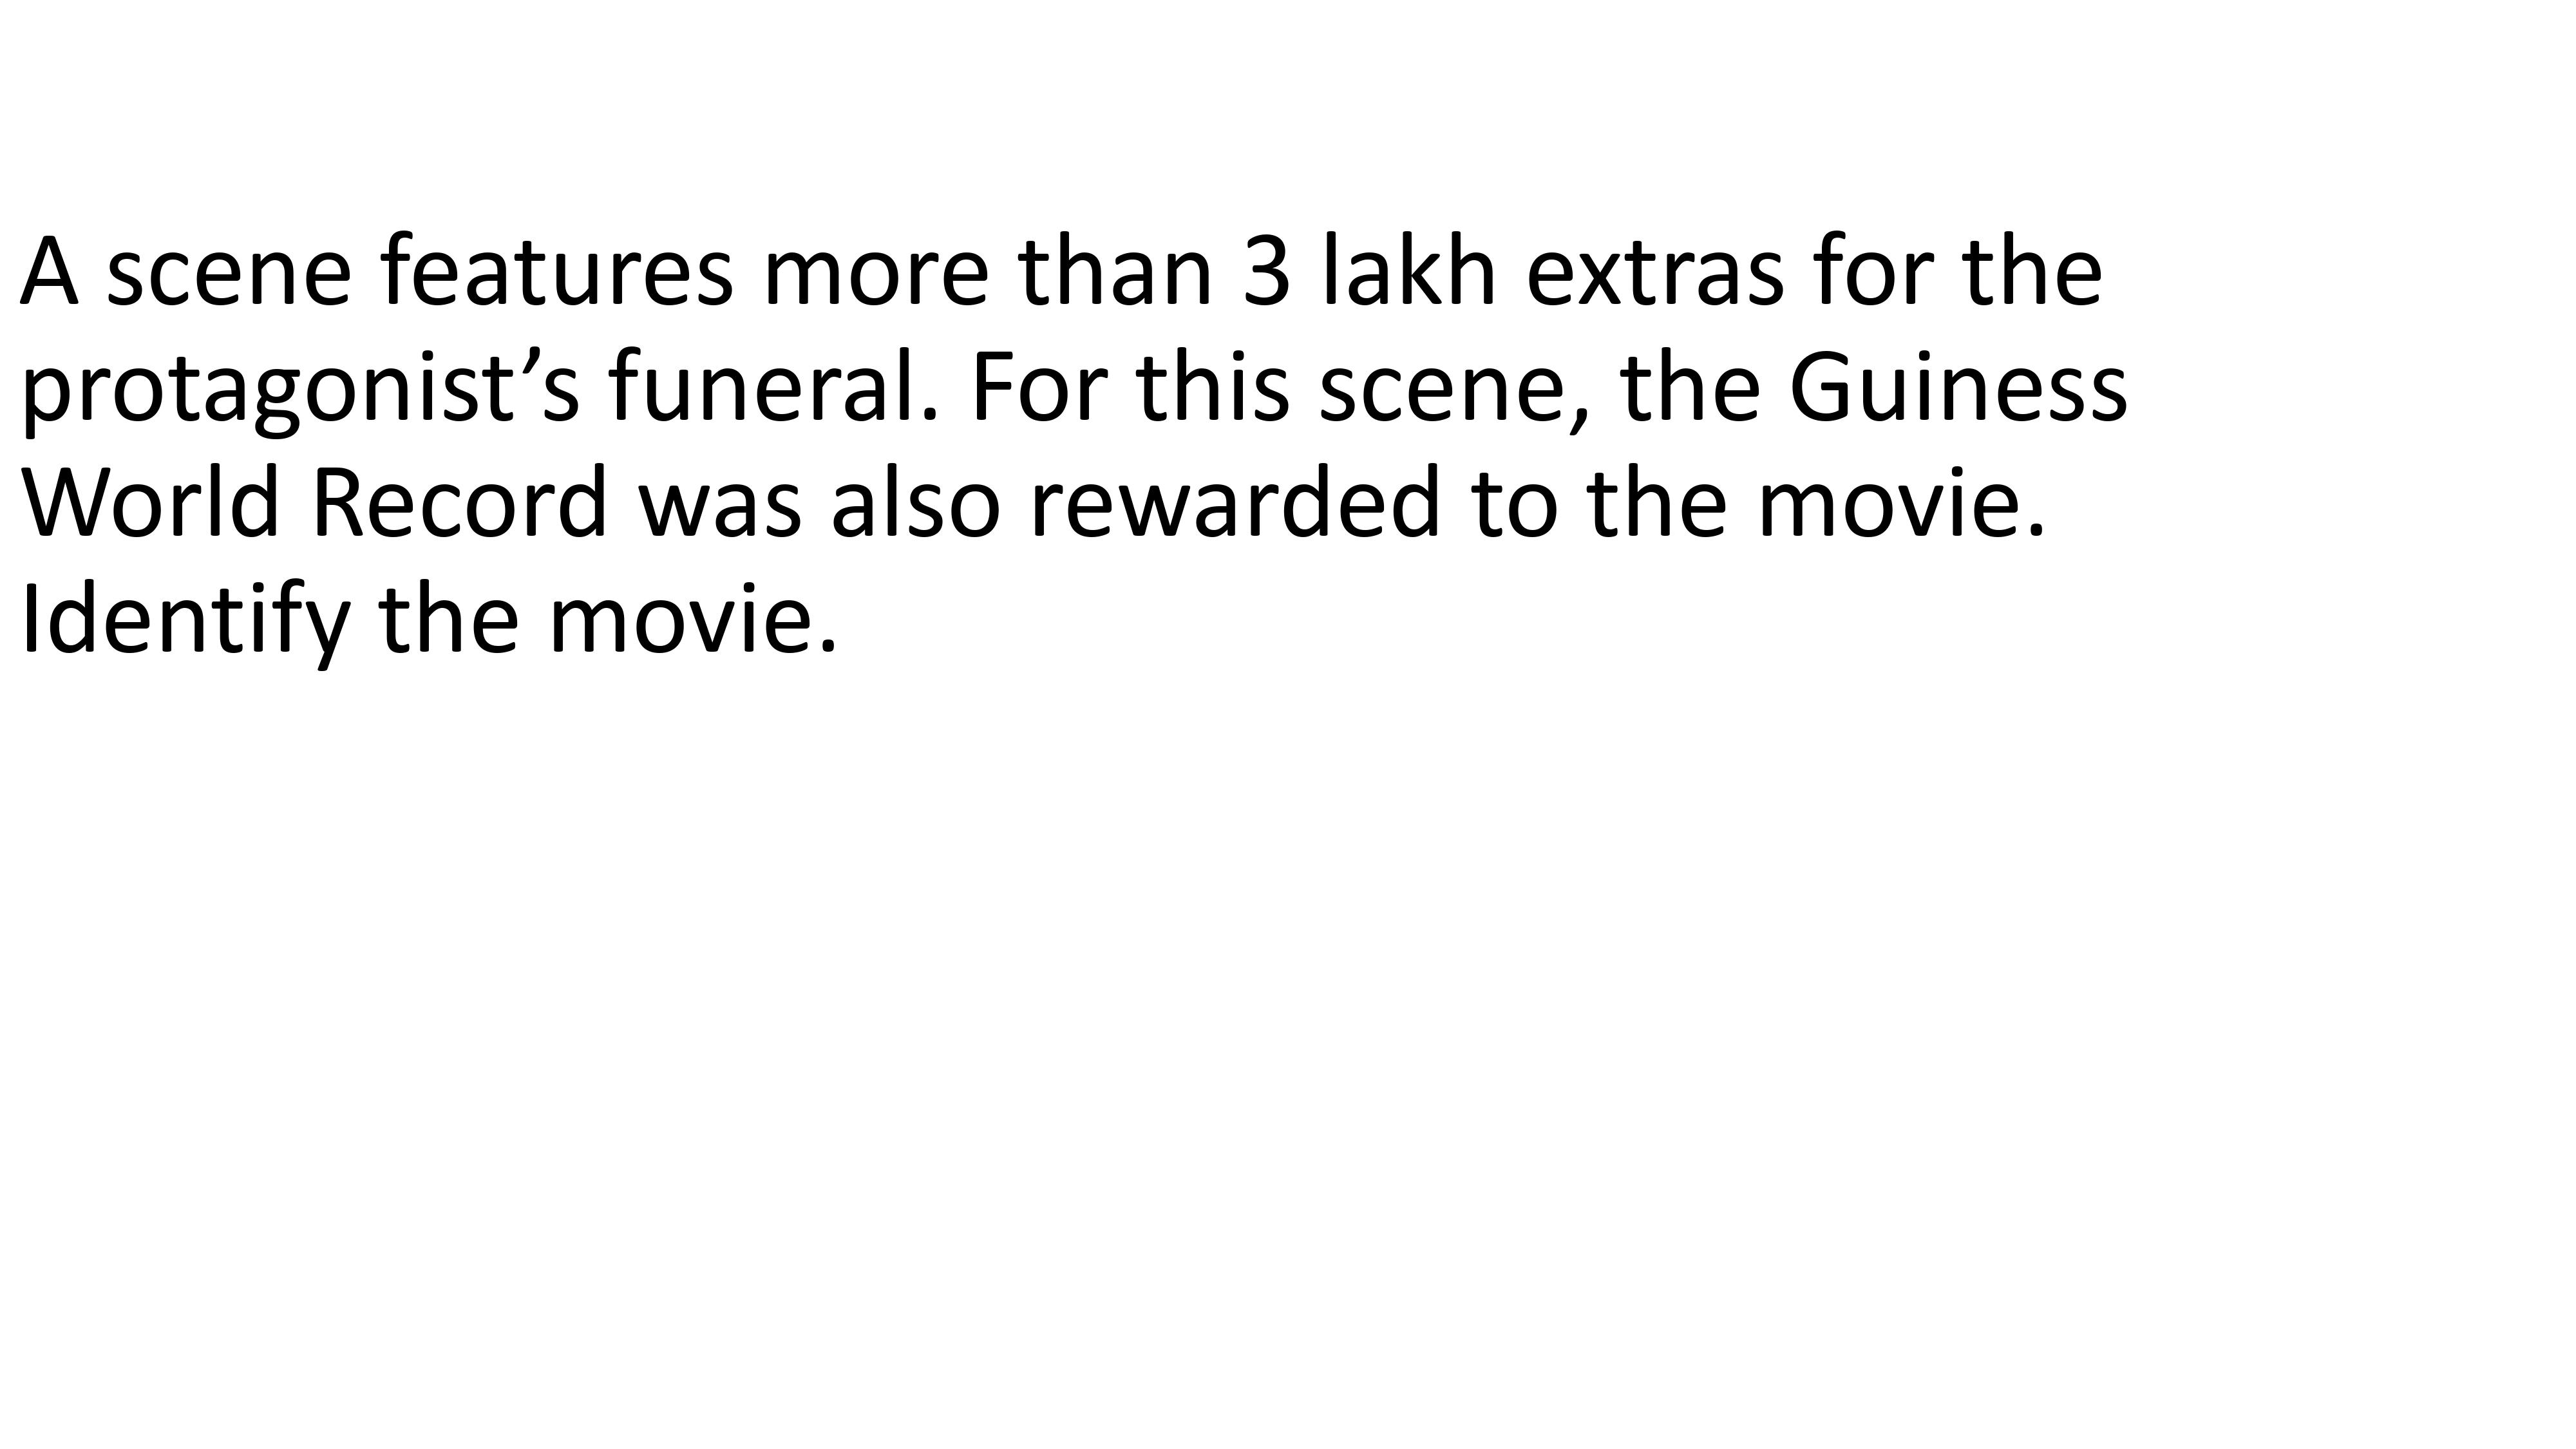 A scene features more than 3 lakh extras for the
protagonist’s funeral. For this scene, the Guiness
World Record was also rewarded to the movie.
Identify the movie.